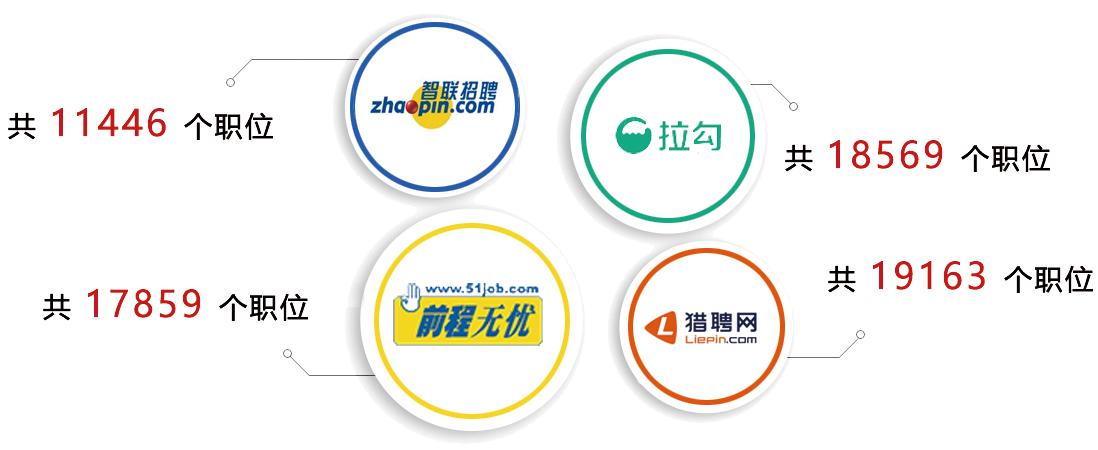 智联招聘
zhaopin.com
共 11446 个职位
拉勾
共 18569 个职位
www.51job.com
前程无忧
共 17859 个职位
猎聘网
Liepin.com
共 19163 个职位